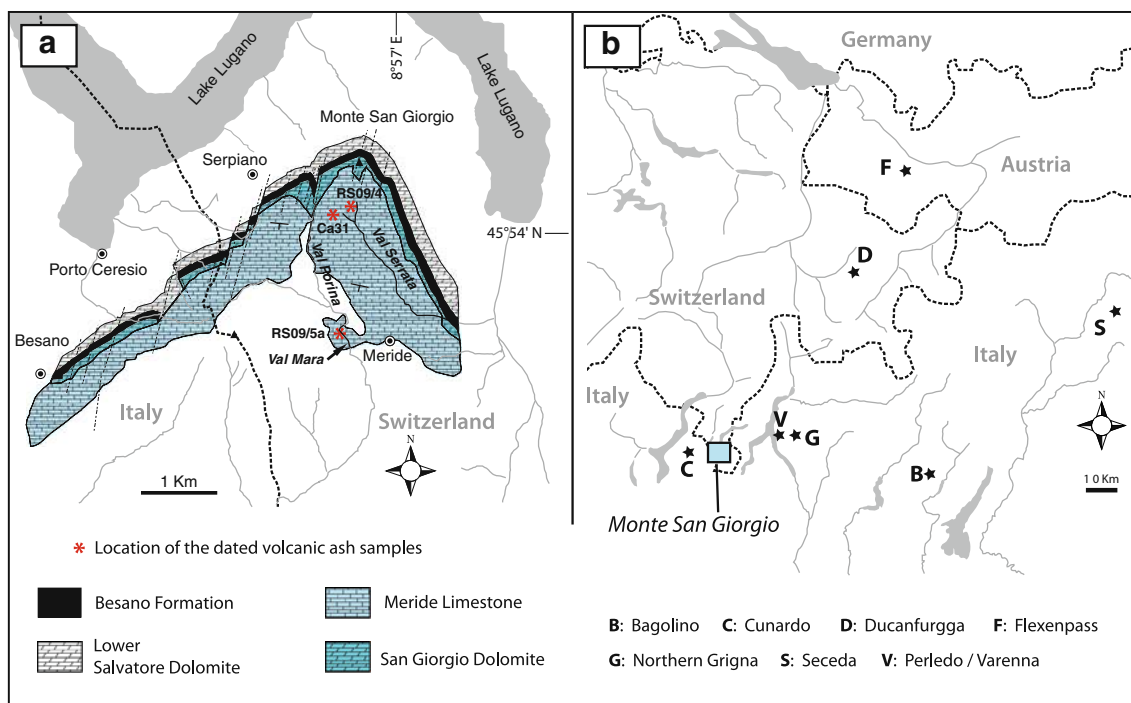 a
Lake Lugano
8°57' E
Lake Lugano
Monte San Giorgio
Serpiano
RS09/4
Ca31
45°54' N
Val Porina
Val Serrata
Porto Ceresio
RS09/5a
Besano
Val Mara
Meride
Italy
Switzerland
N
1 Km
* Location of the dated volcanic ash samples
Besano Formation
Meride Limestone
Lower
Salvatore Dolomite
San Giorgio Dolomite
b
Germany
F
Austria
D
Switzerland
S
Italy
Italy
N
V
G
C
B
10 Km
Monte San Giorgio
B: Bagolino C: Cunardo D: Ducanfurgga F: Flexenpass
G: Northern Grigna S: Seceda V: Perledo / Varenna